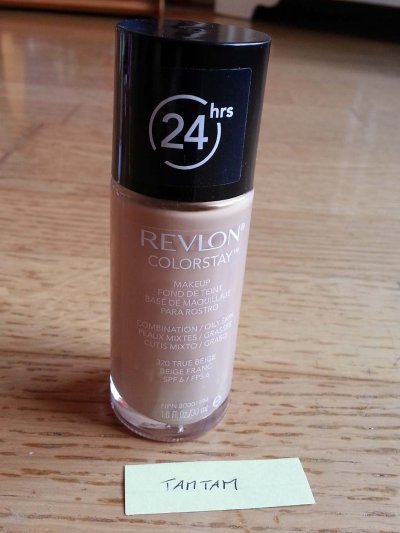 24 hrs
REVLON®
COLORSTAY™
MAKEUP
FOND DE TEINT
BASE DE MAQUILLAJE
PARA ROSTRO
COMBINATION / OILY SKIN
PEAUX MIXTES / GRASSES
CUTIS MIXTO / GRASO
320 TRUE BEIGE
BEIGE FRANC
SPF 6 / FPS 6
1.0 FL OZ/30 mL
TAMTAM